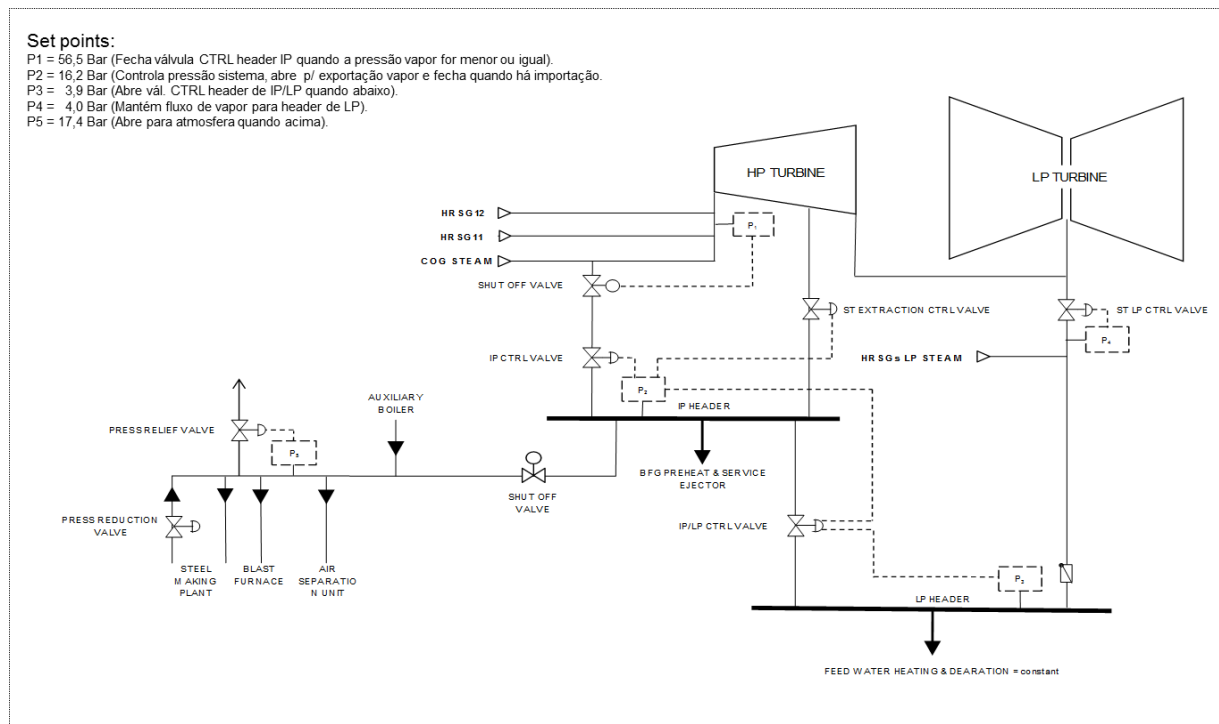 Set points:
P1 = 56,5 Bar (Fecha válvula CTRL header IP quando a pressão vapor for menor ou igual).
P2 = 16,2 Bar (Controla pressão sistema, abre p/ exportação vapor e fecha quando há importação.
P3 = 3,9 Bar (Abre vál. CTRL header de IP/LP quando abaixo).
P4 = 4,0 Bar (Mantém fluxo de vapor para header de LP).
P5 = 17,4 Bar (Abre para atmosfera quando acima).
HP TURBINE
LP TURBINE
HRSG12
P1
HRSG11
COG STEAM
SHUT OFF VALVE
ST EXTRACTION CTRL VALVE
ST LP CTRL VALVE
P4
IP CTRL VALVE
HRSGs LP STEAM
P2
AUXILIARY
BOILER
IP HEADER
PRESS RELIEF VALVE
P5
BFG PREHEAT & SERVICE
EJECTOR
SHUT OFF
VALVE
PRESS REDUCTION
VALVE
IP/LP CTRL VALVE
STEEL
MAKING
PLANT
BLAST
FURNACE
AIR
SEPARATIO
N UNIT
P3
LP HEADER
FEED WATER HEATING & DEARATION = constant